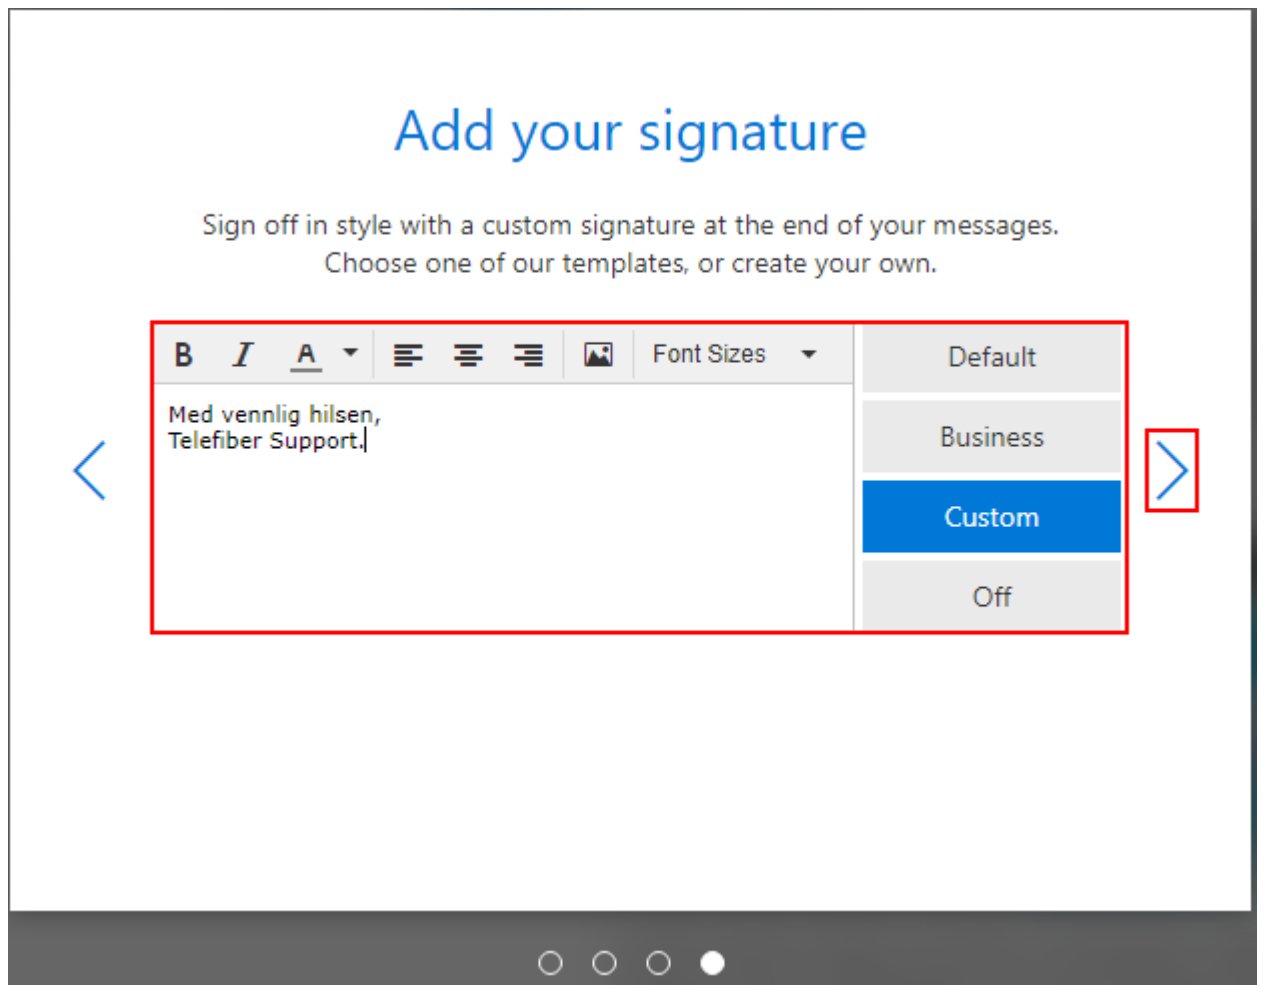 Add your signature
Sign off in style with a custom signature at the end of your messages.
Choose one of our templates, or create your own.
B I A Font Sizes
Med vennlig hilsen,
Telefiber Support.
Default
Business
Custom
Off